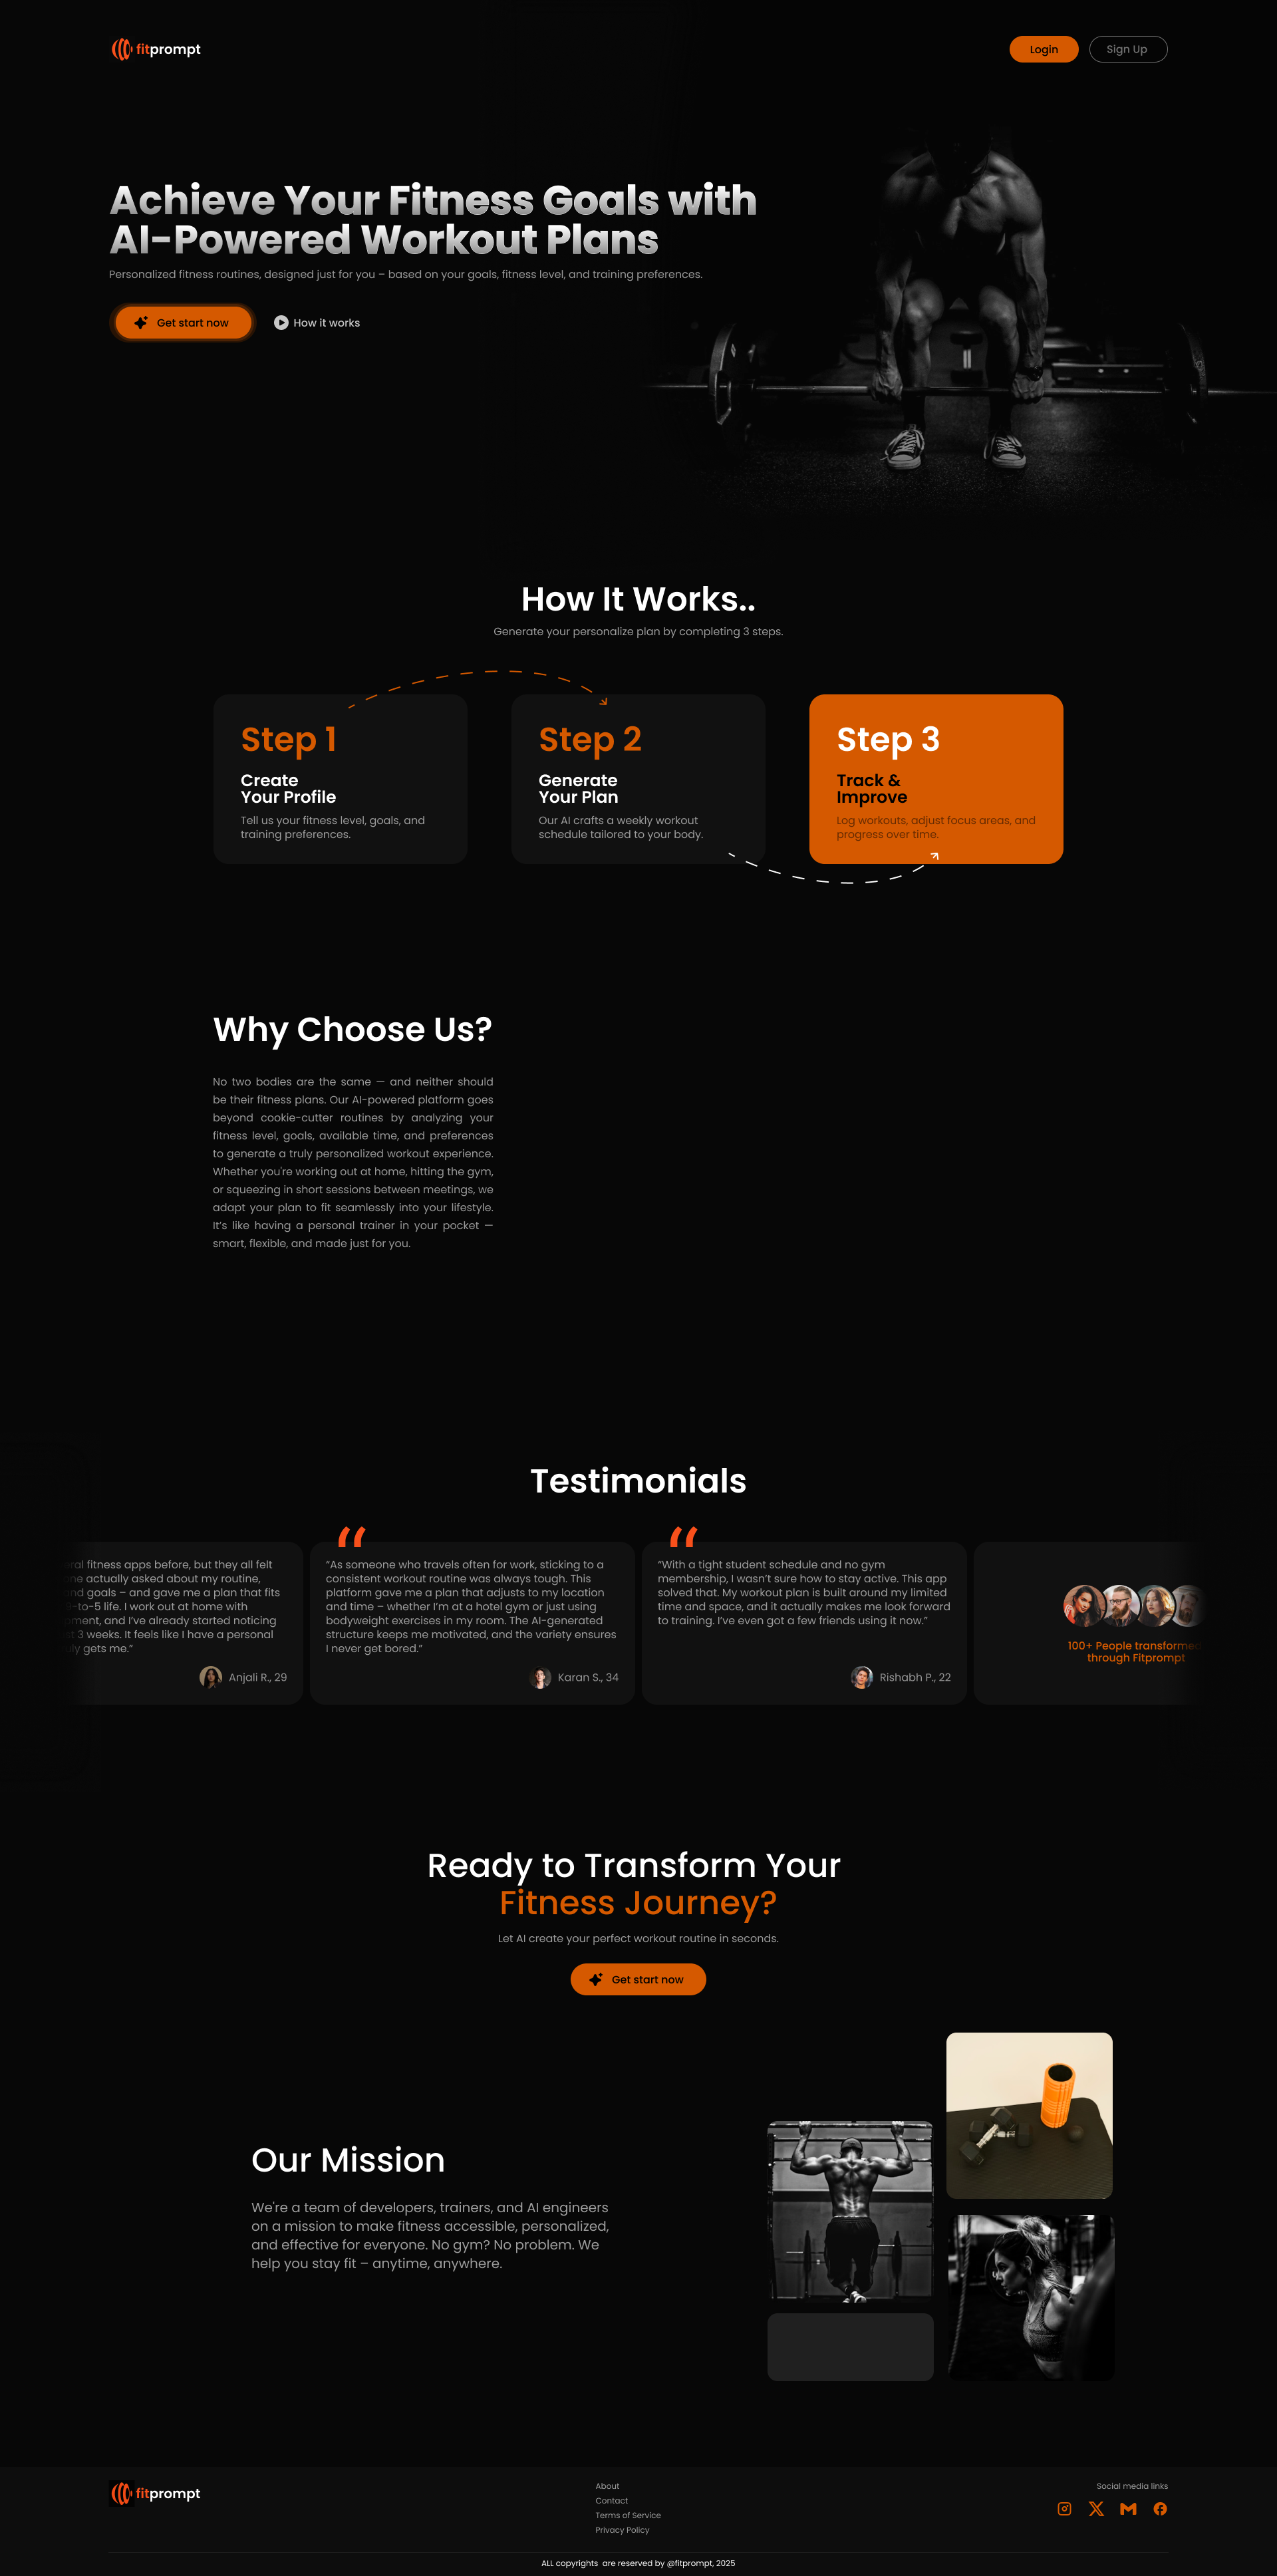 fitprompt
Login
Sign Up
Achieve Your Fitness Goals with
AI-Powered Workout Plans
Personalized fitness routines, designed just for you – based on your goals, fitness level, and training preferences.
Get start now
How it works
How It Works..
Generate your personalize plan by completing 3 steps.
Step 1
Create
Your Profile
Tell us your fitness level, goals, and
training preferences.
Step 2
Generate
Your Plan
Our AI crafts a weekly workout
schedule tailored to your body.
Step 3
Track &
Improve
Log workouts, adjust focus areas, and
progress over time.
Why Choose Us?
No two bodies are the same — and neither should
be their fitness plans. Our AI-powered platform goes
beyond cookie-cutter routines by analyzing your
fitness level, goals, available time, and preferences
to generate a truly personalized workout experience.
Whether you're working out at home, hitting the gym,
or squeezing in short sessions between meetings, we
adapt your plan to fit seamlessly into your lifestyle.
It's like having a personal trainer in your pocket —
smart, flexible, and made just for you.
Testimonials
fitness apps before, but they all felt
actually asked about my routine,
goals – and gave me a plan that fits
-to-5 life. I work out at home with
and I've already started noticing
3 weeks. It feels like I have a personal
gets me."
Anjali R., 29
“
"As someone who travels often for work, sticking to a
consistent workout routine was always tough. This
platform gave me a plan that adjusts to my location
and time – whether I'm at a hotel gym or just using
bodyweight exercises in my room. The AI-generated
structure keeps me motivated, and the variety ensures
I never get bored."
Karan S., 34
“
"With a tight student schedule and no gym
membership, I wasn't sure how to stay active. This app
solved that. My workout plan is built around my limited
time and space, and it actually makes me look forward
to training. I've even got a few friends using it now."
Rishabh P., 22
100+ People transformed
through Fitprompt
Ready to Transform Your
Fitness Journey?
Let AI create your perfect workout routine in seconds.
Get start now
Our Mission
We're a team of developers, trainers, and AI engineers
on a mission to make fitness accessible, personalized,
and effective for everyone. No gym? No problem. We
help you stay fit – anytime, anywhere.
fitprompt
About
Contact
Terms of Service
Privacy Policy
Social media links
ALL copyrights are reserved by @fitprompt, 2025